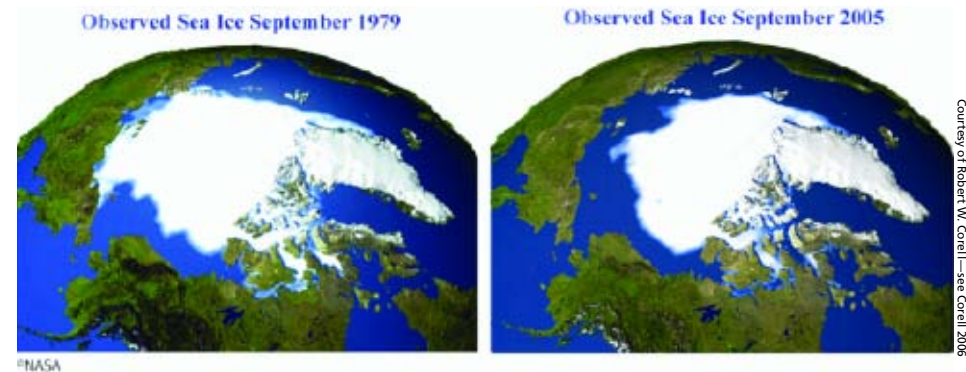 Observed Sea Ice September 1979
Observed Sea Ice September 2005
©NASA
Courtesy of Robert W. Corell—see Corell 2006